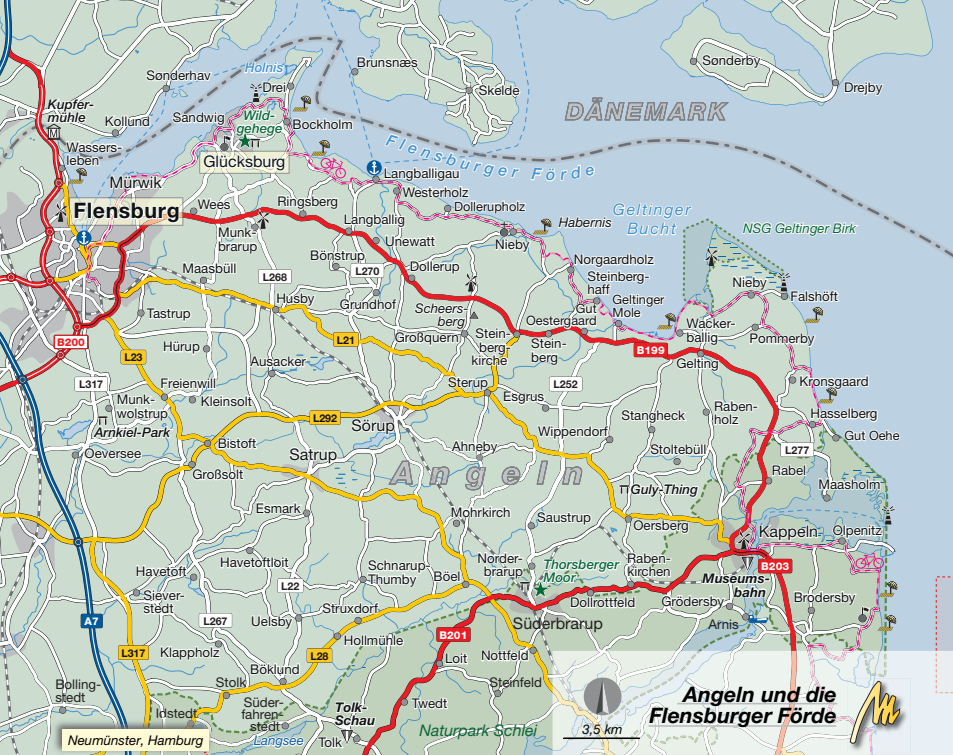 Brunsnæs
Sønderby
Drejby
Skelde
Sønderhav
Holnis
Drei
Kupfer-
mühle
Kollund
Sandwig
Wild-
gehege
Bockholm
DÄNEMARK
Wassers-
leben
Glücksburg
Flensburger Förde
Langballigau
Mürwik
Westerholz
Flensburg
Wees
Ringsberg
Dollerupholz
Habernis
Geltinger
Bucht
NSG Geltinger Birk
Munk-
brarup
Langballig
Unewatt
Nieby
Maasbüll
L268
Bönstrup
L270
Dollerup
Norgaardholz
Steinberg-
haff
Nieby
Falshöft
Husby
Grundhof
Scheers-
berg
Gut
Oestergaard
Geltinger
Mole
Tastrup
B200
L21
Großquern
Stein-
berg-
kirche
Stein-
berg
Wacker-
ballig
Pommerby
Hürup
L23
B199
Gelting
Ausacker
Sterup
L317
Freienwill
Esgrus
L252
Kronsgaard
Munk-
wolstrup
Kleinsolt
L292
Sörup
Stangheck
Raben-
holz
Hasselberg
Arnkiel-Park
Bistoft
Wippendorf
Gut Oehe
Oeversee
Satrup
Ahneby
Stoltebüll
L277
Großsolt
Angeln
Rabel
Maasholm
Guly-Thing
Esmark
Mohrkirch
Saustrup
Oersberg
Kappeln
Olpenitz
Havetoftloit
Norder-
brarup
Thorsberger
Moor
Raben-
kirchen
B203
Havetoft
Schnarup-
Thumby
Böel
Museums-
bahn
L22
Siever-
stedt
Dollrottfeld
Grödersby
Brodersby
A7
L267
Uelsby
Struxdorf
Süderbrarup
Arnis
Hollmühle
B201
L317
Klappholz
L28
Loit
Nottfeld
Böklund
Bolling-
stedt
Stolk
Steinfeld
Süder-
fahren-
stedt
Idstedt
Tolk-
Schau
Twedt
Angeln und die
Flensburger Förde
3,5 km
Naturpark Schlei
Neumünster, Hamburg
Langsee
Tolk